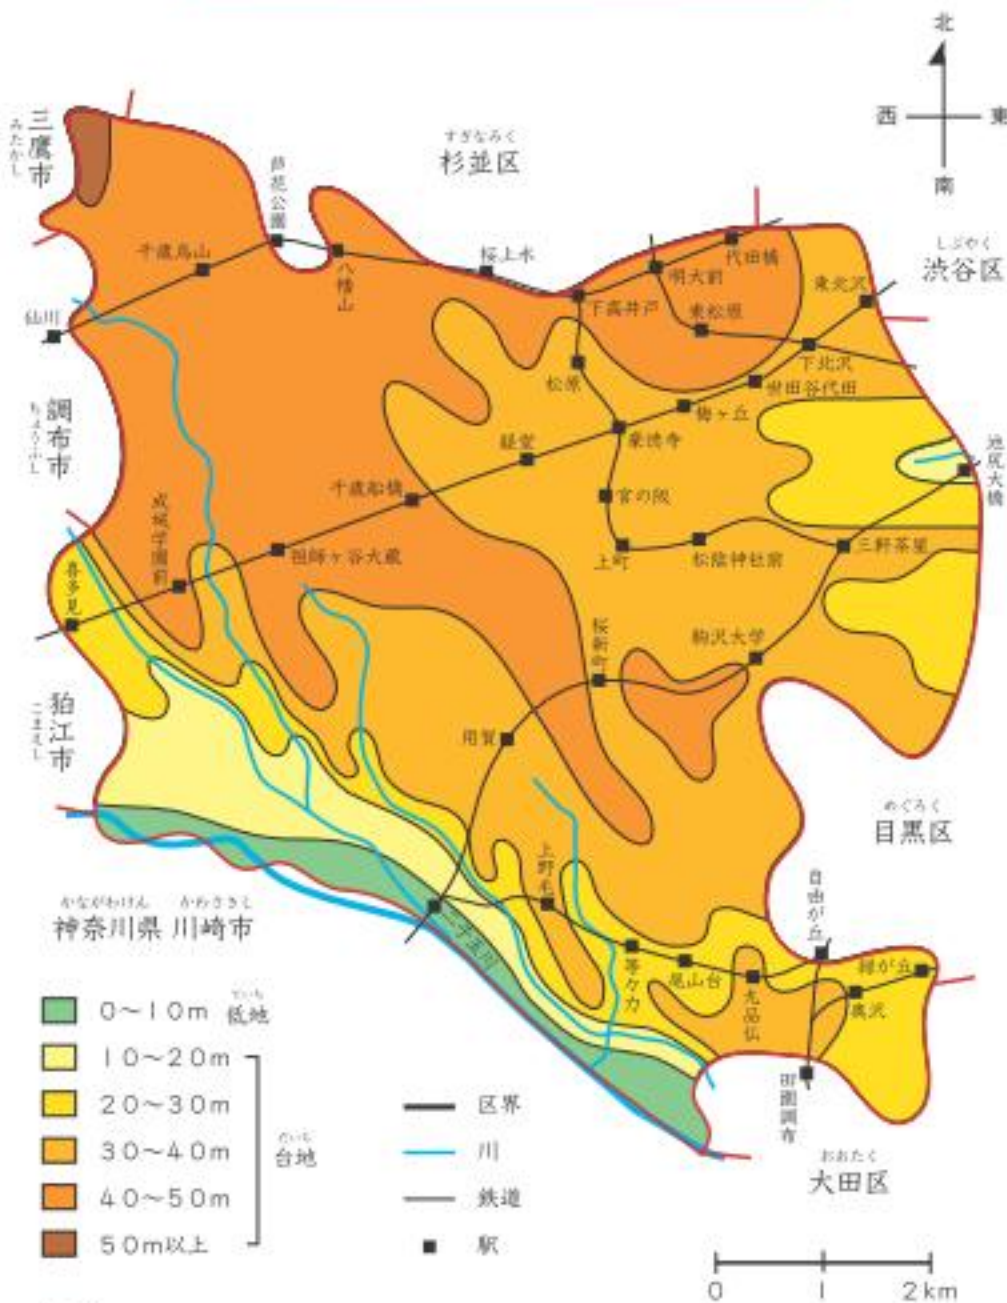 北
西
東
南
みたかし
三鷹市
すぎなみく
杉並区
しぶやく
渋谷区
芦花公園
千歳烏山
八幡山
桜上水
代田橋
明大前
下高井戸
東松原
東北沢
仙川
下北沢
松原
世田谷代田
梅ヶ丘
豪徳寺
経堂
ちょうふし
調布市
池尻大橋
千歳船橋
宮の阪
成城学園前
祖師ヶ谷大蔵
上町
松陰神社前
三軒茶屋
喜多見
桜新町
駒沢大学
こまえし
狛江市
用賀
めぐろく
目黒区
上野毛
自由が丘
かながわけん かわさきし
神奈川県 川崎市
二子玉川
等々力
尾山台
九品仏
緑が丘
奥沢
田園調布
おおたく
大田区
0～10m 低地
ていち
10～20m
20～30m
30～40m
40～50m
50m以上
だいち
台地
区界
川
鉄道
駅
0 1 2km